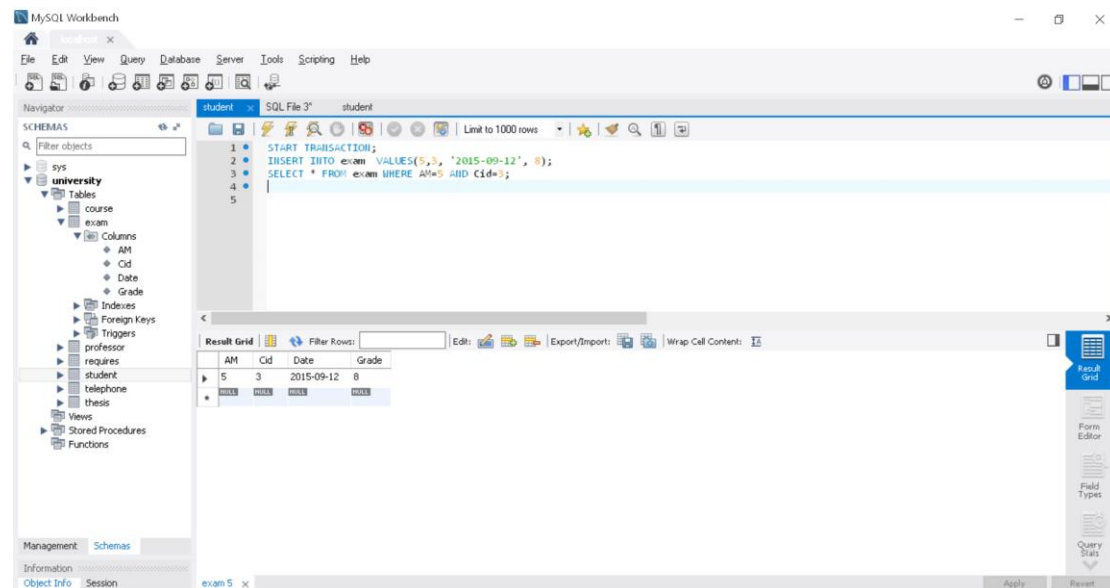 MySQL Workbench
File Edit View Query Database Server Tools Scripting Help
Navigator
SCHEMAS
Filter objects
sys
university
Tables
course
exam
Columns
AM
Cid
Date
Grade
Indexes
Foreign Keys
Triggers
professor
requires
student
telephone
thesis
Views
Stored Procedures
Functions
Management Schemas
Information
Object Info Session
student SQL File 3* student
Limit to 1000 rows
1 START TRANSACTION;
2 INSERT INTO exam VALUES(5,3, '2015-09-12', 8);
3 SELECT * FROM exam WHERE AM=5 AND Cid=3;
4
5
Result Grid Filter Rows: Edit: Export/Import: Wrap Cell Content:
AM Cid Date Grade
5 3 2015-09-12 8
NULL NULL NULL NULL
Result Grid
Form Editor
Field Types
Query Stats
exam 5 Apply Revert